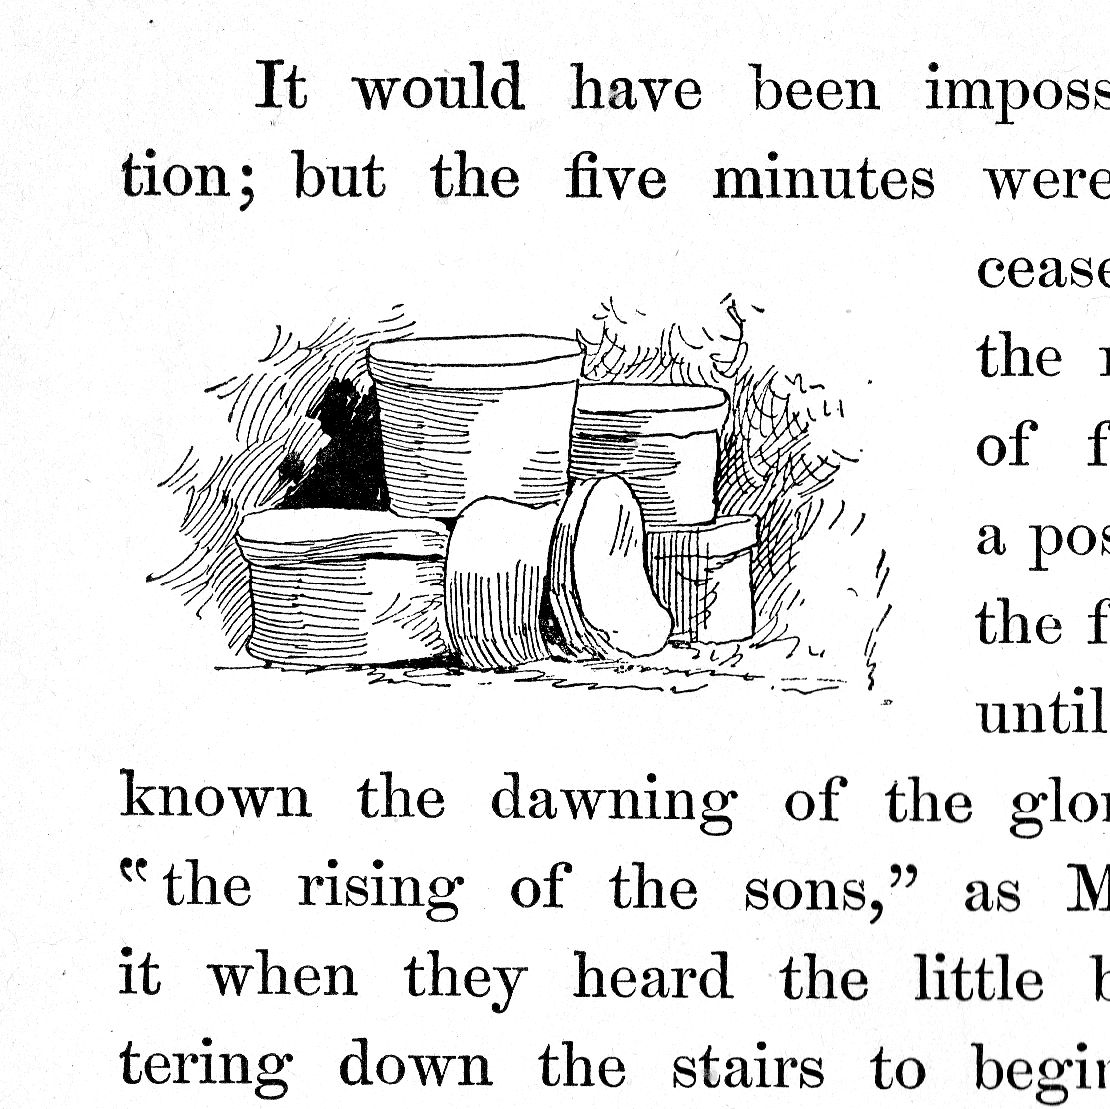 It would have been imposs
tion; but the five minutes were
cease
the
of f
a pos
the f
until
known the dawning of the glor
“the rising of the sons,” as M
it when they heard the little b
tering down the stairs to begin